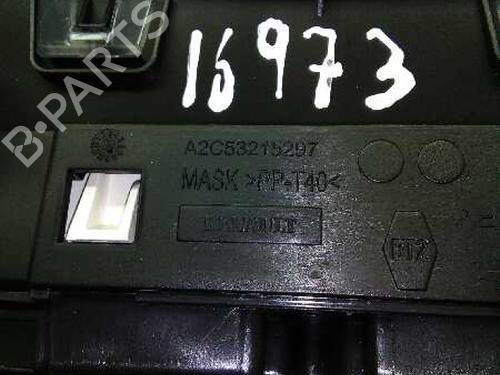 16973
B-PARTS
A2C53215297
MASK >PP-T40<
RENAULT